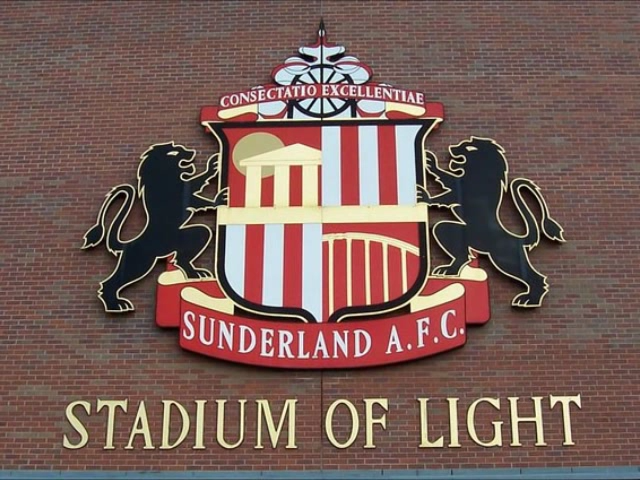 CONSECTATIO EXCELLENTIAE
SUNDERLAND A.F.C.
STADIUM OF LIGHT